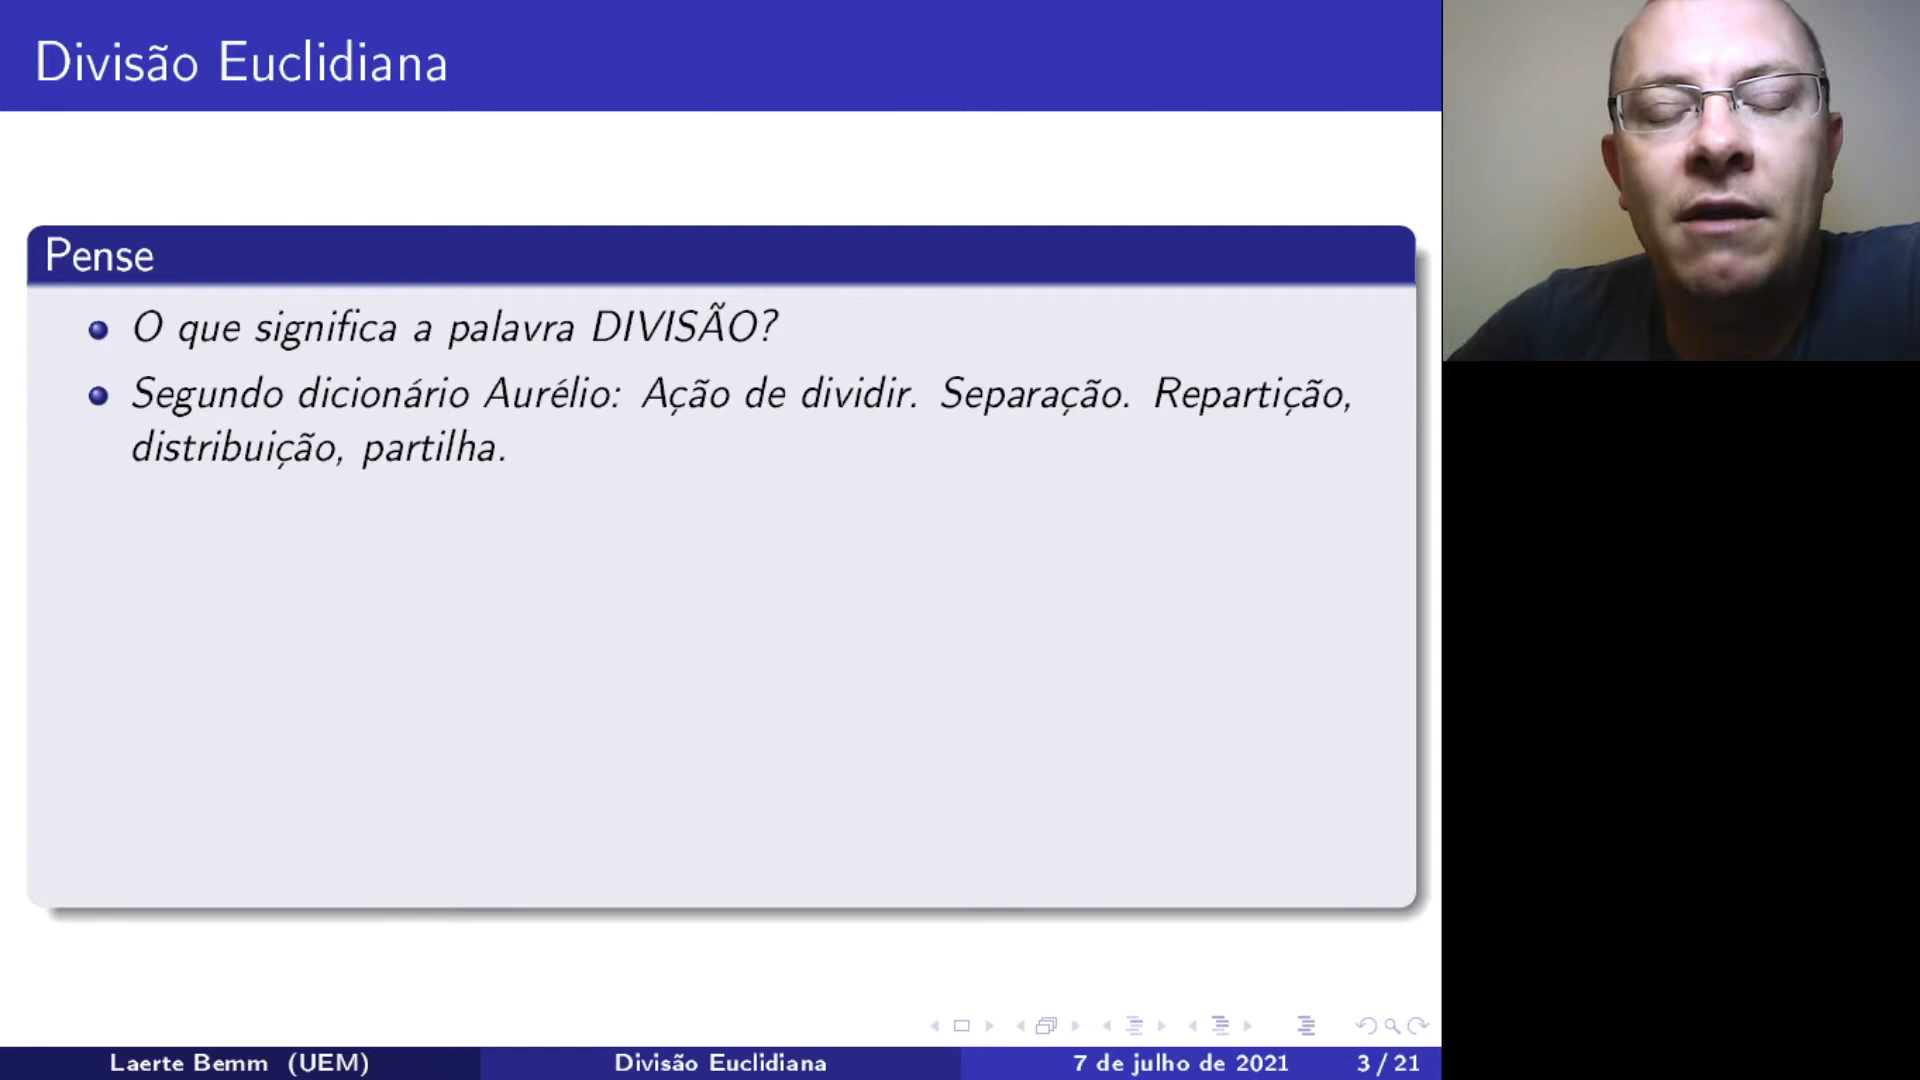 Divisão Euclidiana
Pense
O que significa a palavra DIVISÃO?
Segundo dicionário Aurélio: Ação de dividir. Separação. Repartição,
distribuição, partilha.
Laerte Bemm (UEM)
Divisão Euclidiana
7 de julho de 2021
3 / 21